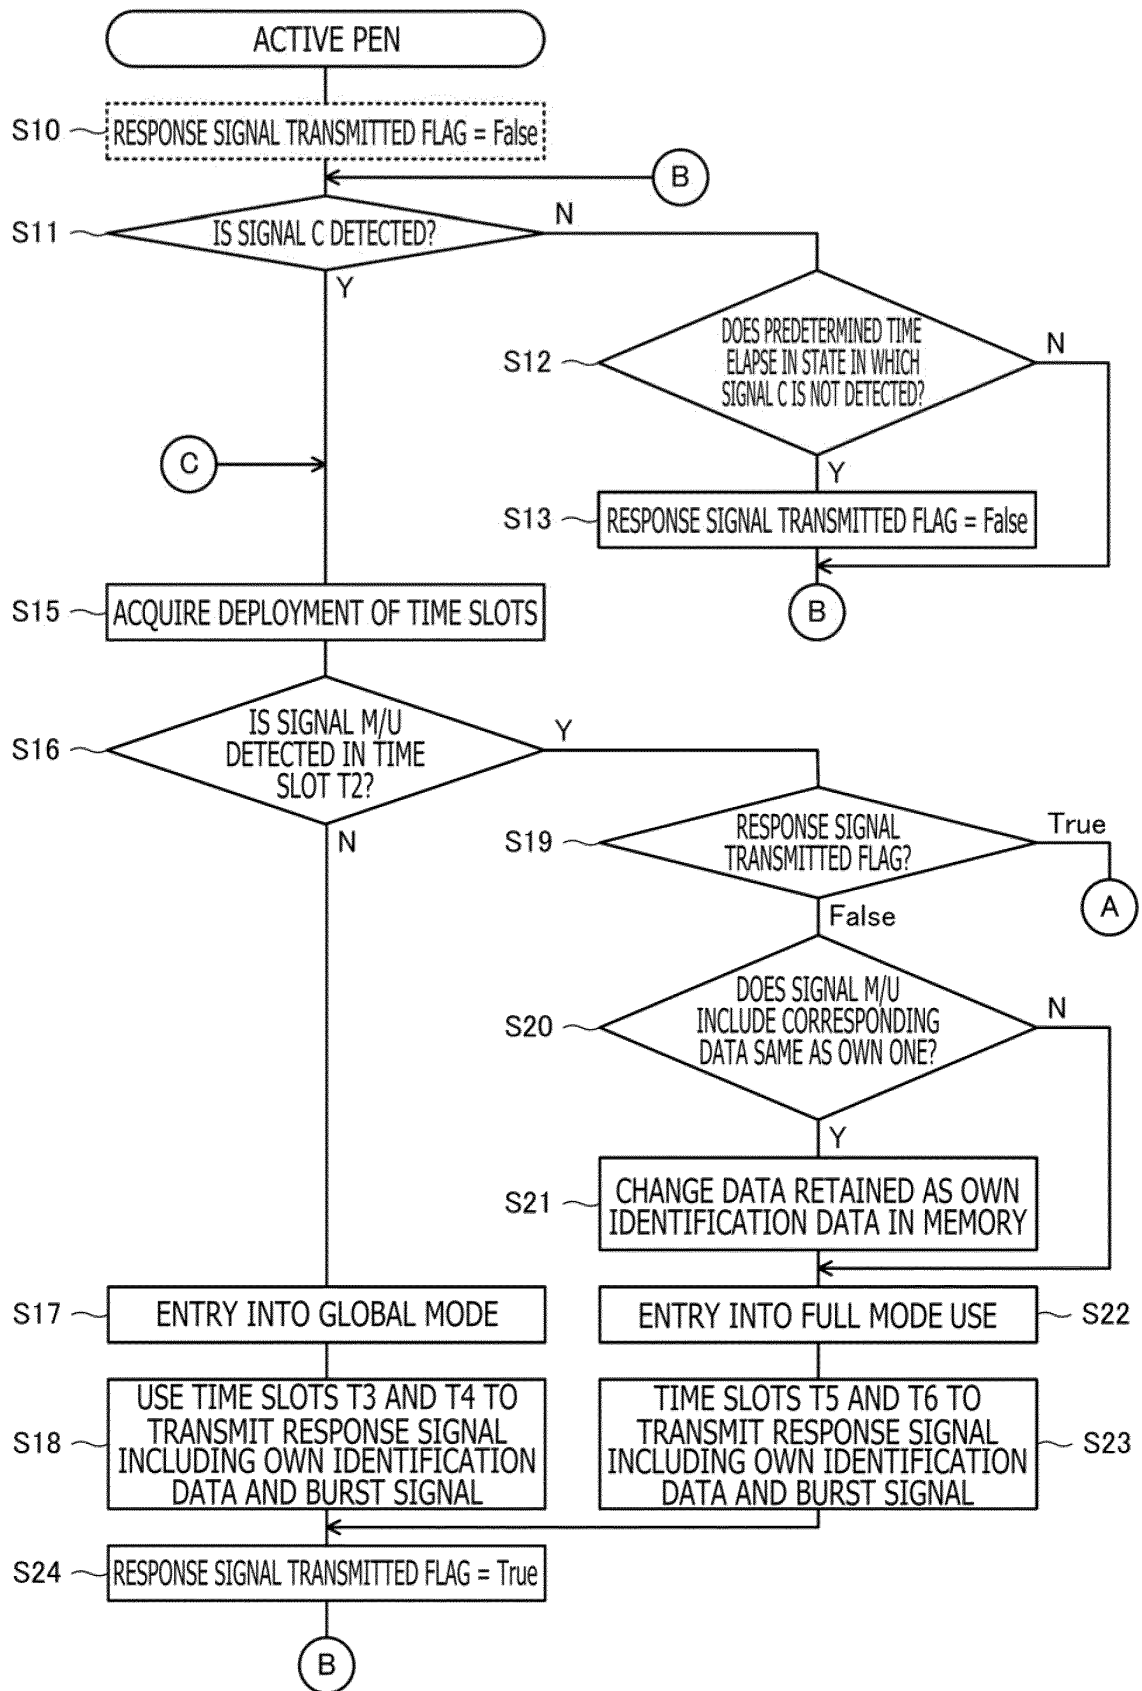 ACTIVE PEN
S10
RESPONSE SIGNAL TRANSMITTED FLAG = False
B
S11
IS SIGNAL C DETECTED?
N
Y
S12
DOES PREDETERMINED TIME
ELAPSE IN STATE IN WHICH
SIGNAL C IS NOT DETECTED?
N
Y
C
S13
RESPONSE SIGNAL TRANSMITTED FLAG = False
B
S15
ACQUIRE DEPLOYMENT OF TIME SLOTS
S16
IS SIGNAL M/U
DETECTED IN TIME
SLOT T2?
Y
N
S19
RESPONSE SIGNAL
TRANSMITTED FLAG?
True
A
False
S20
DOES SIGNAL M/U
INCLUDE CORRESPONDING
DATA SAME AS OWN ONE?
N
Y
S21
CHANGE DATA RETAINED AS OWN
IDENTIFICATION DATA IN MEMORY
S17
ENTRY INTO GLOBAL MODE
ENTRY INTO FULL MODE USE
S22
S18
USE TIME SLOTS T3 AND T4 TO
TRANSMIT RESPONSE SIGNAL
INCLUDING OWN IDENTIFICATION
DATA AND BURST SIGNAL
TIME SLOTS T5 AND T6 TO
TRANSMIT RESPONSE SIGNAL
INCLUDING OWN IDENTIFICATION
DATA AND BURST SIGNAL
S23
S24
RESPONSE SIGNAL TRANSMITTED FLAG = True
B